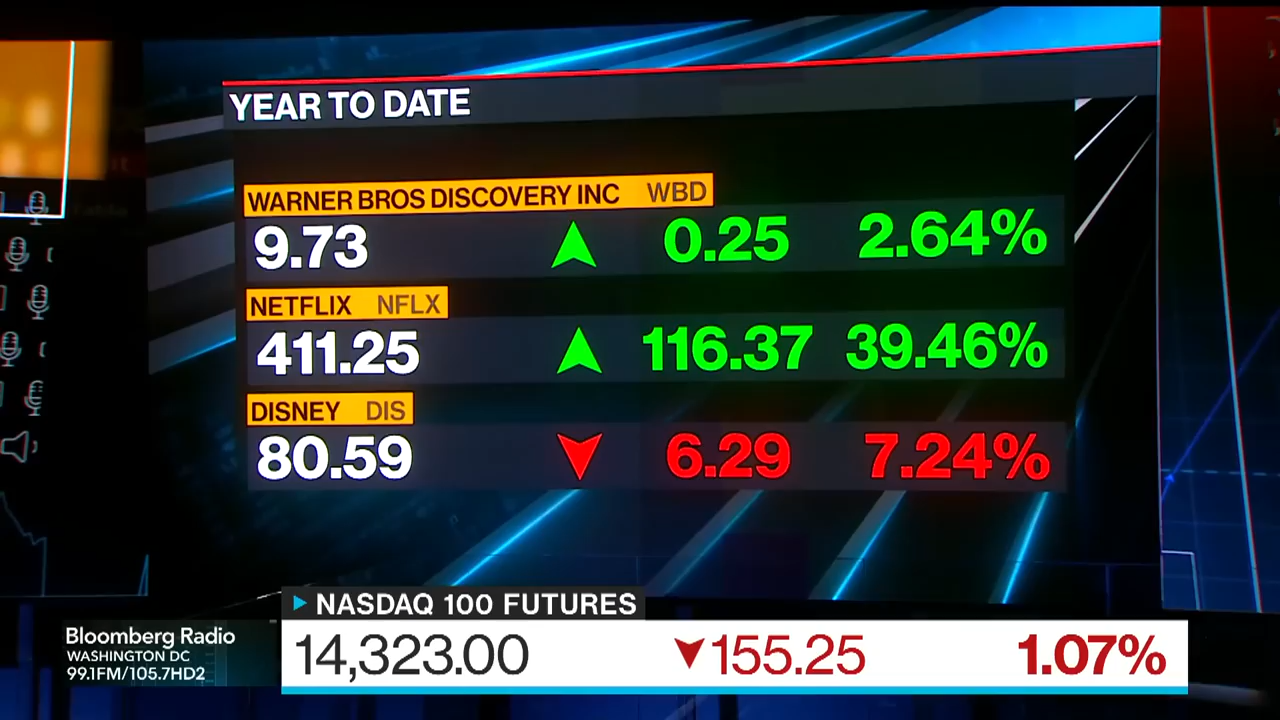 YEAR TO DATE
WARNER BROS DISCOVERY INC WBD
9.73 ▲ 0.25 2.64%
NETFLIX NFLX
411.25 ▲ 116.37 39.46%
DISNEY DIS
80.59 ▼ 6.29 7.24%
NASDAQ 100 FUTURES
14,323.00 ▼155.25 1.07%
Bloomberg Radio
WASHINGTON DC
99.1FM/105.7HD2